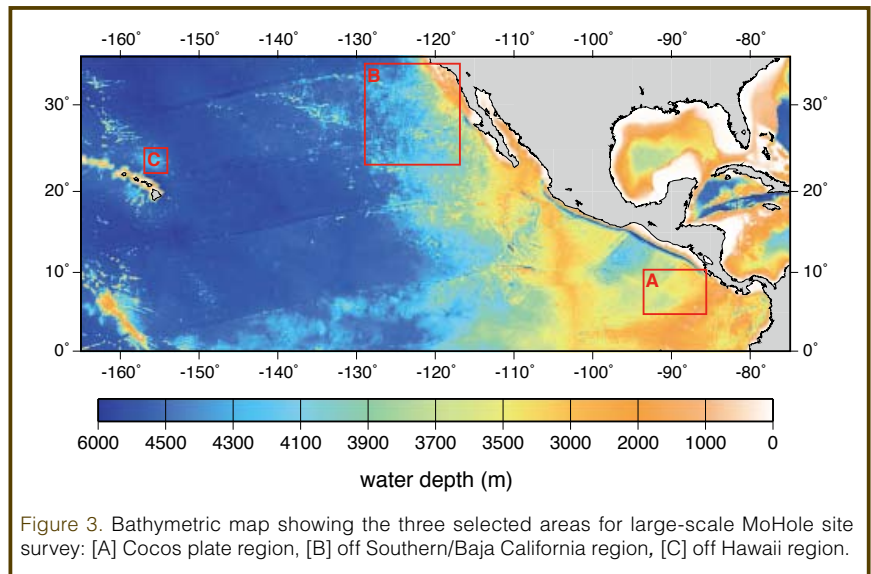 -160° -150° -140° -130° -120° -110° -100° -90° -80°
B
30° 30°
C
20° 20°
10° 10°
A
0° 0°
-160° -150° -140° -130° -120° -110° -100° -90° -80°
6000 4500 4300 4100 3900 3700 3500 3000 2000 1000 0
water depth (m)
Figure 3. Bathymetric map showing the three selected areas for large-scale MoHole site
survey: [A] Cocos plate region, [B] off Southern/Baja California region, [C] off Hawaii region.